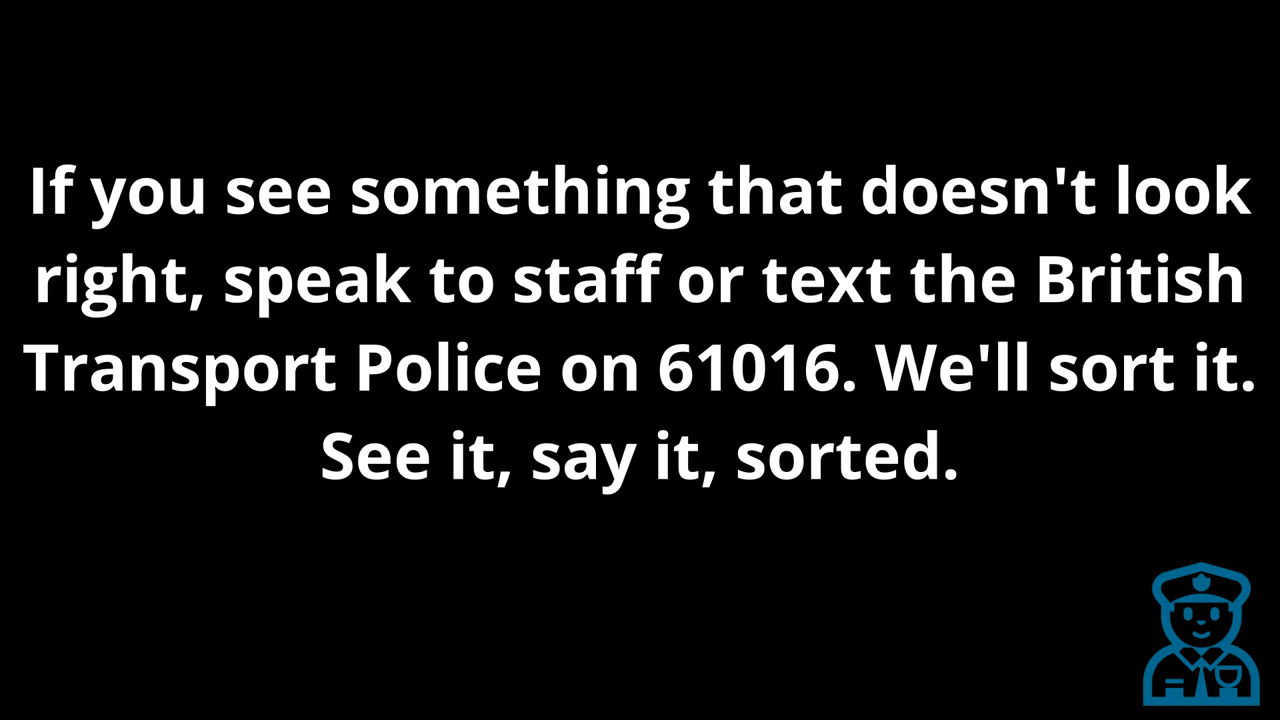 If you see something that doesn't look
right, speak to staff or text the British
Transport Police on 61016. We'll sort it.
See it, say it, sorted.